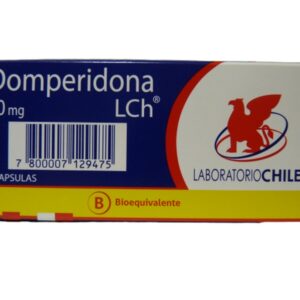 Domperidona
0 mg
LCh®
7 800007 129475
APSULAS
LABORATORIOCHILE
B Bioequivalente